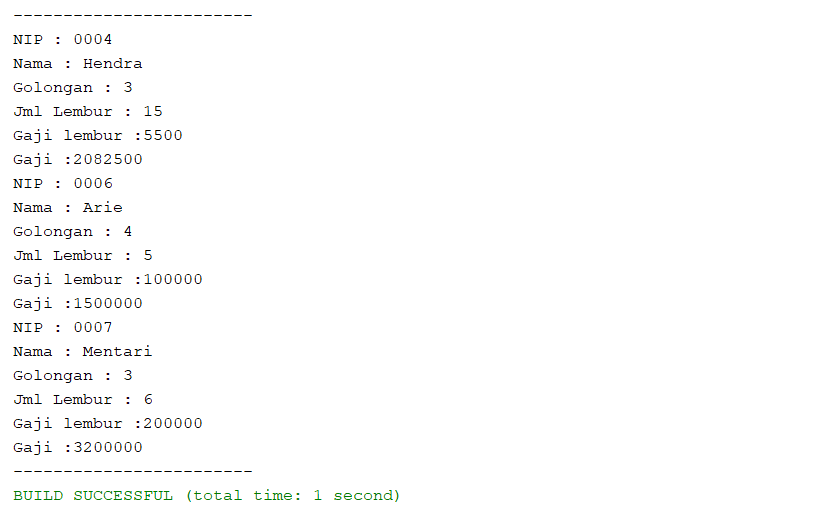 ------------------------
NIP : 0004
Nama : Hendra
Golongan : 3
Jml Lembur : 15
Gaji lembur :5500
Gaji :2082500
NIP : 0006
Nama : Arie
Golongan : 4
Jml Lembur : 5
Gaji lembur :100000
Gaji :1500000
NIP : 0007
Nama : Mentari
Golongan : 3
Jml Lembur : 6
Gaji lembur :200000
Gaji :3200000
------------------------
BUILD SUCCESSFUL (total time: 1 second)